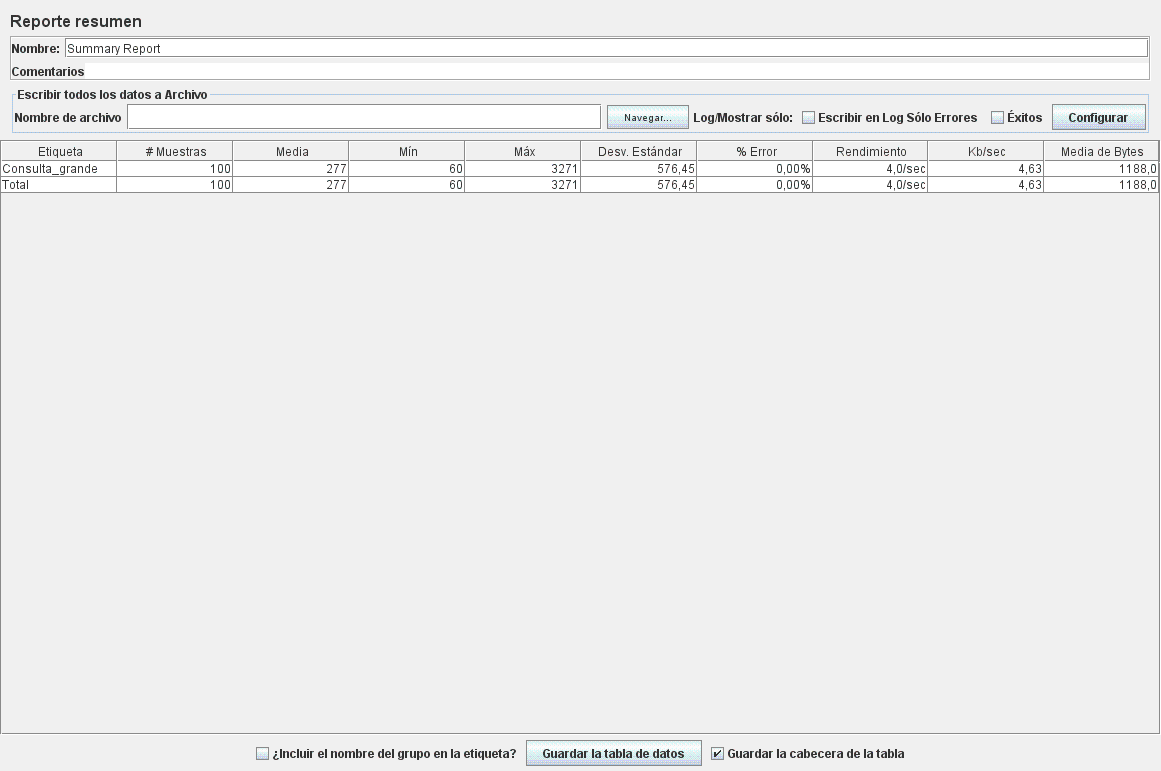 Reporte resumen
Nombre: Summary Report
Comentarios
Escribir todos los datos a Archivo
Nombre de archivo Navegar... Log/Mostrar sólo: Escribir en Log Sólo Errores Éxitos Configurar
Etiqueta # Muestras Media Mín Máx Desv. Estándar % Error Rendimiento Kb/sec Media de Bytes
Consulta_grande 100 277 60 3271 576,45 0,00% 4,0/sec 4,63 1188,0
Total 100 277 60 3271 576,45 0,00% 4,0/sec 4,63 1188,0
¿Incluir el nombre del grupo en la etiqueta? Guardar la tabla de datos Guardar la cabecera de la tabla